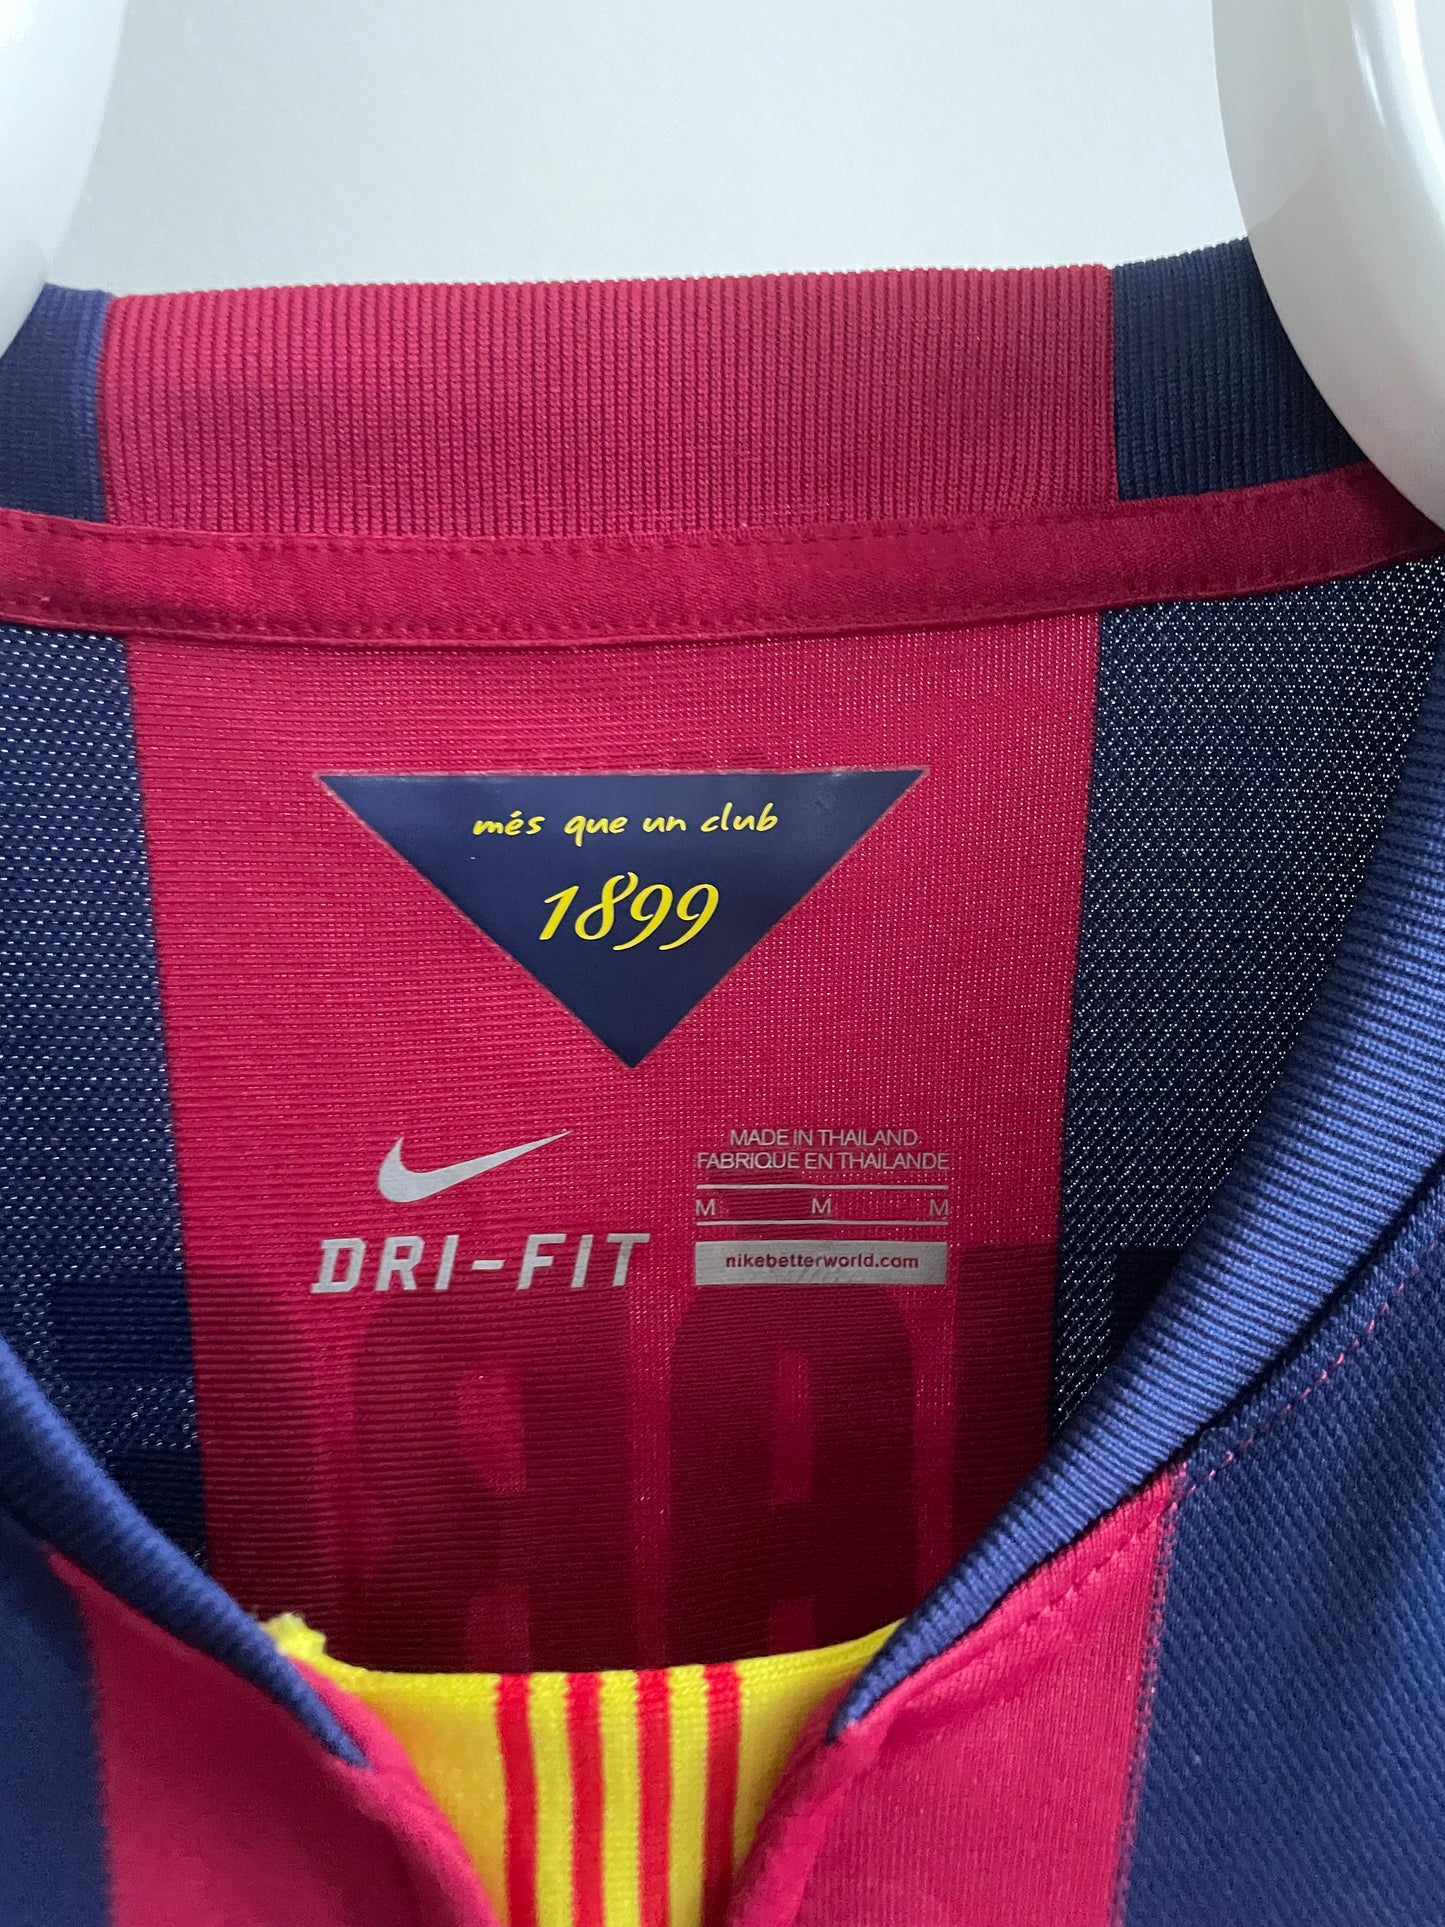 més que un club
1899
MADE IN THAILAND
FABRIQUE EN THAILANDE
M M M
DRI-FIT
nikebetterworld.com